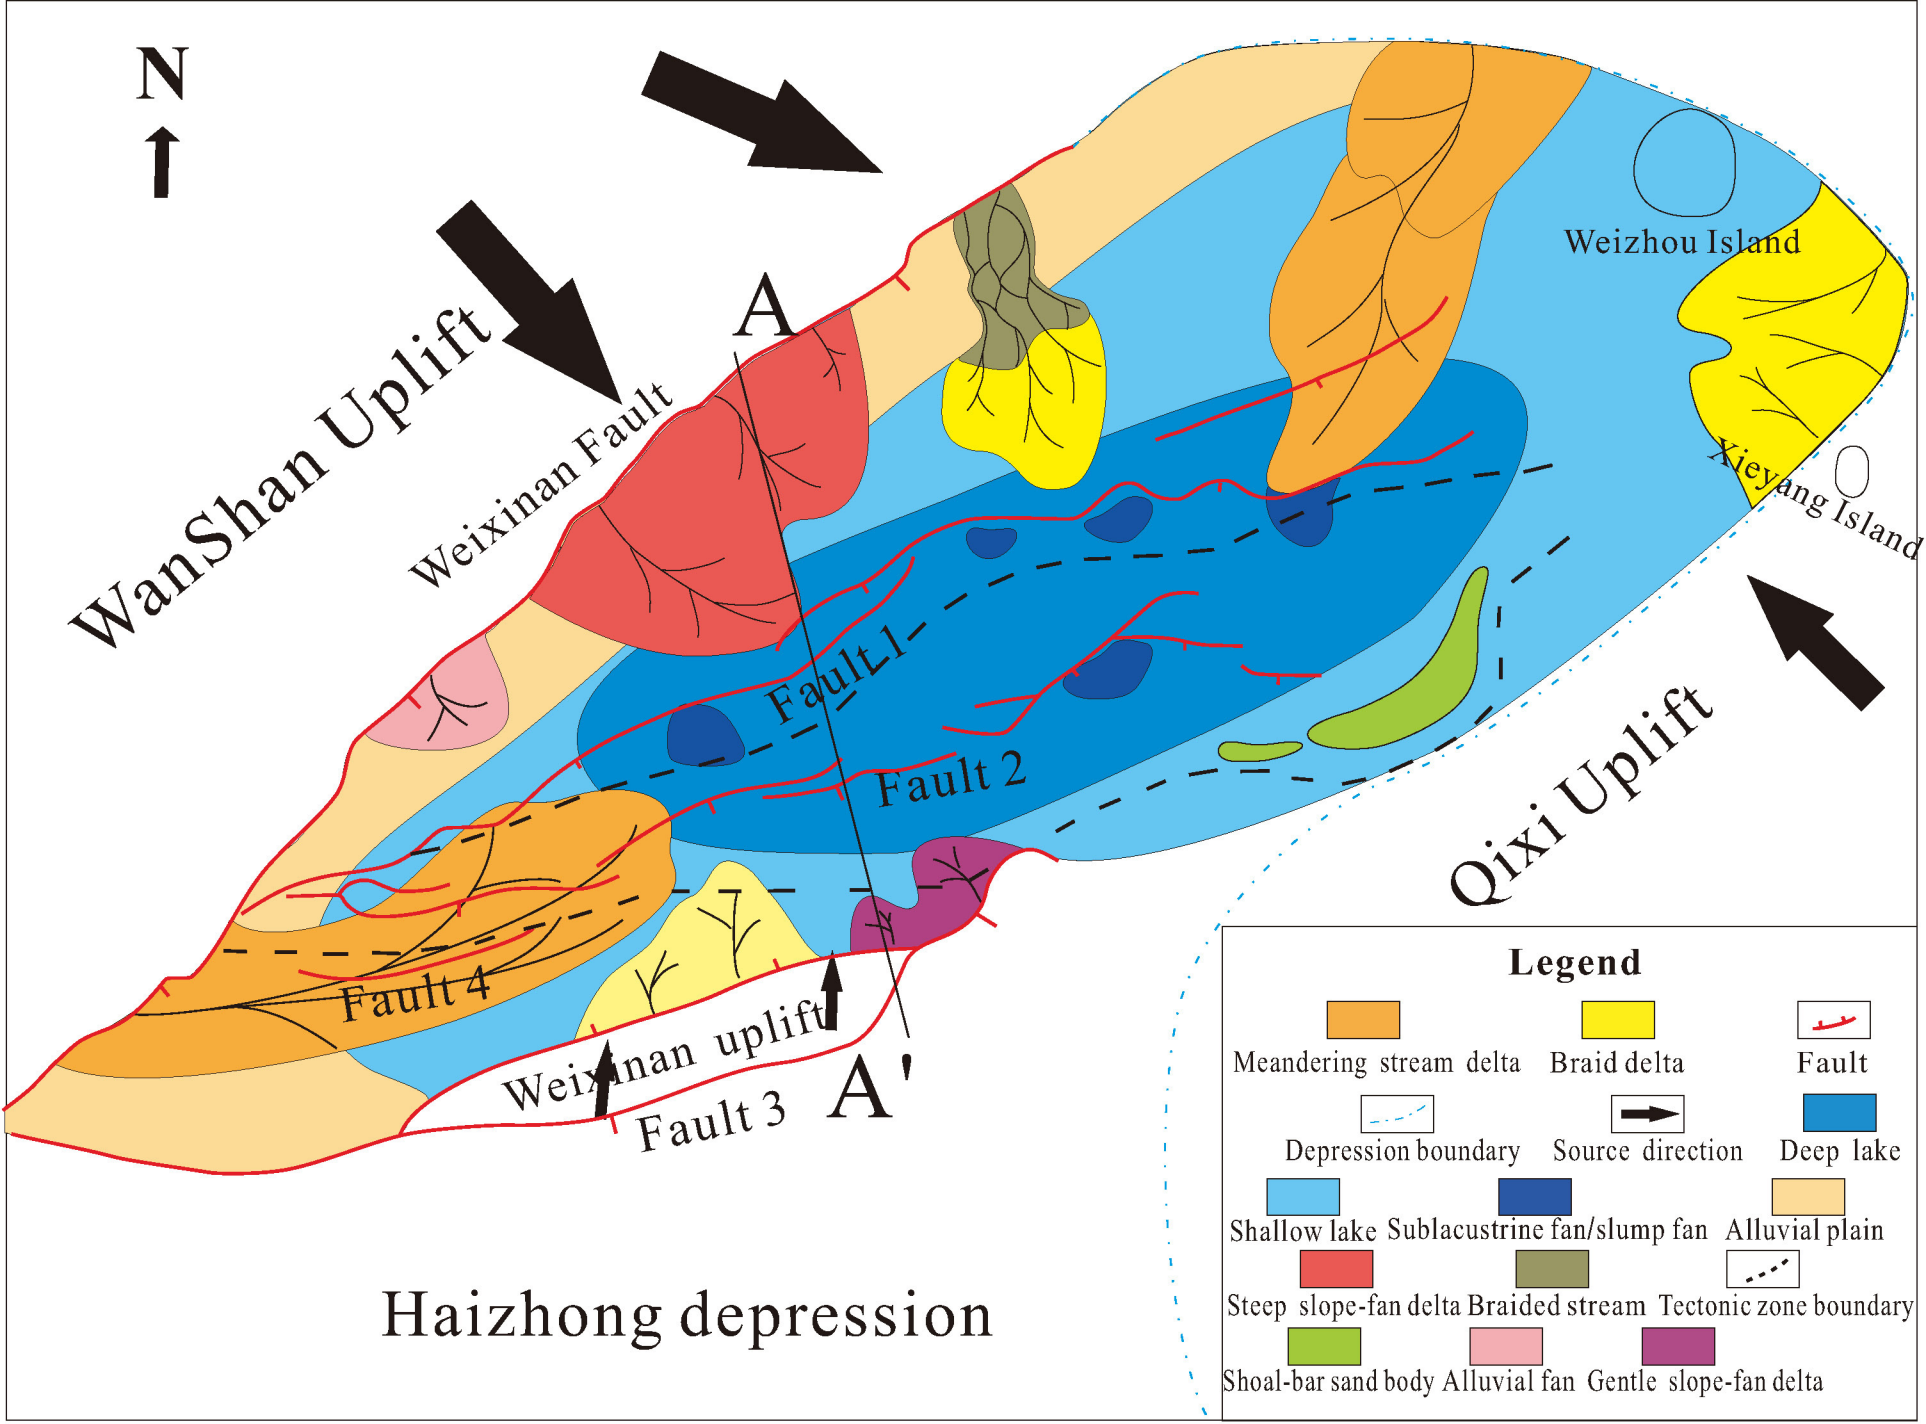 N
A
Weizhou Island
WanShan Uplift
Weixinan Fault
Xieyang Island
Fault 1
Fault 2
Qixi Uplift
Fault 4
Weixinan uplift
Fault 3
A'
Haizhong depression
Legend
Meandering stream delta
Braid delta
Fault
Depression boundary
Source direction
Deep lake
Shallow lake
Sublacustrine fan/slump fan
Alluvial plain
Steep slope-fan delta
Braided stream
Tectonic zone boundary
Shoal-bar sand body
Alluvial fan
Gentle slope-fan delta